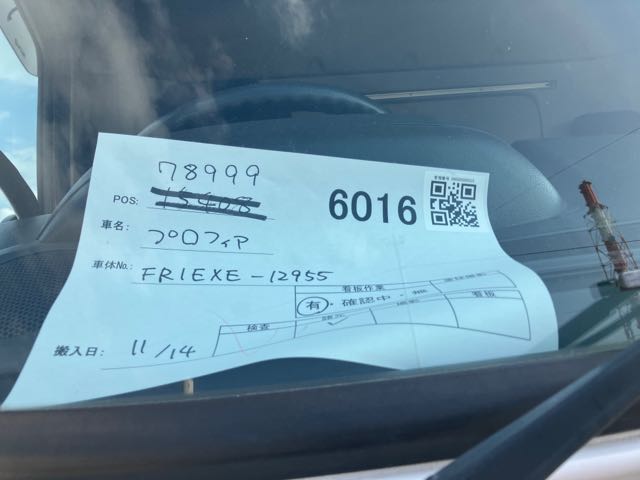 78999
POS: 15408
6016
車名: プロフィア
車体No.: FR1EXE-12955
看板作業
有・確認中・無
検査
看板
搬入日: 11/14